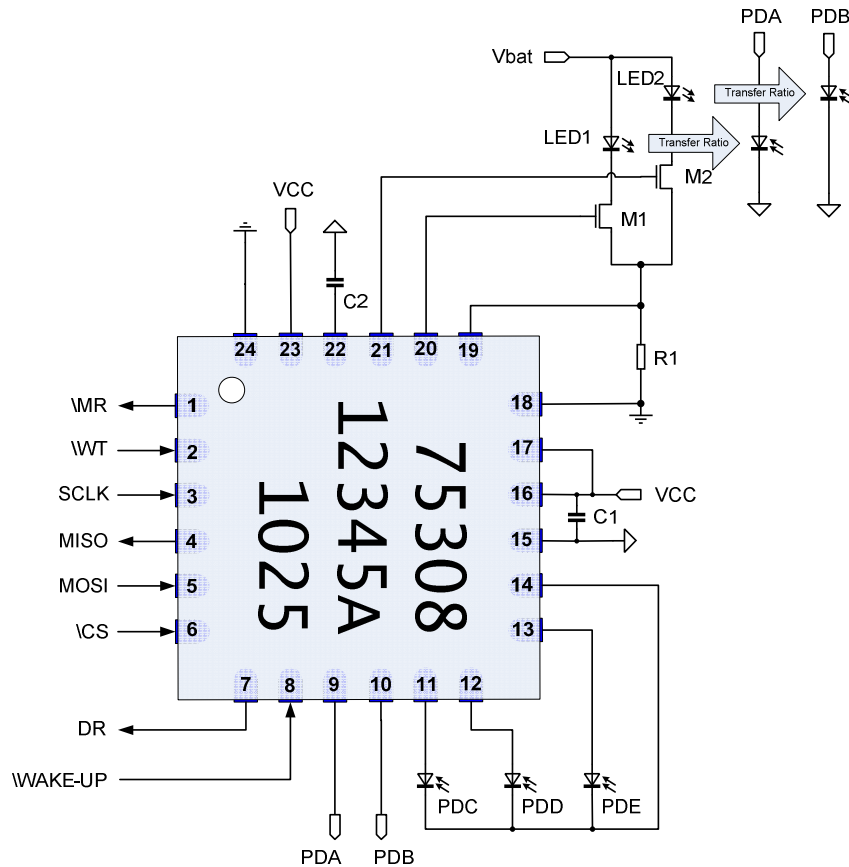 PDA
PDB
Vbat
LED2
Transfer Ratio
LED1
Transfer Ratio
M2
VCC
M1
C2
24
23
22
21
20
19
R1
\MR
1
18
\WT
2
17
SCLK
3
16
VCC
C1
MISO
4
15
MOSI
5
14
\CS
6
13
75308
12345A
1025
7
8
9
10
11
12
DR
\WAKE-UP
PDC
PDD
PDE
PDA
PDB